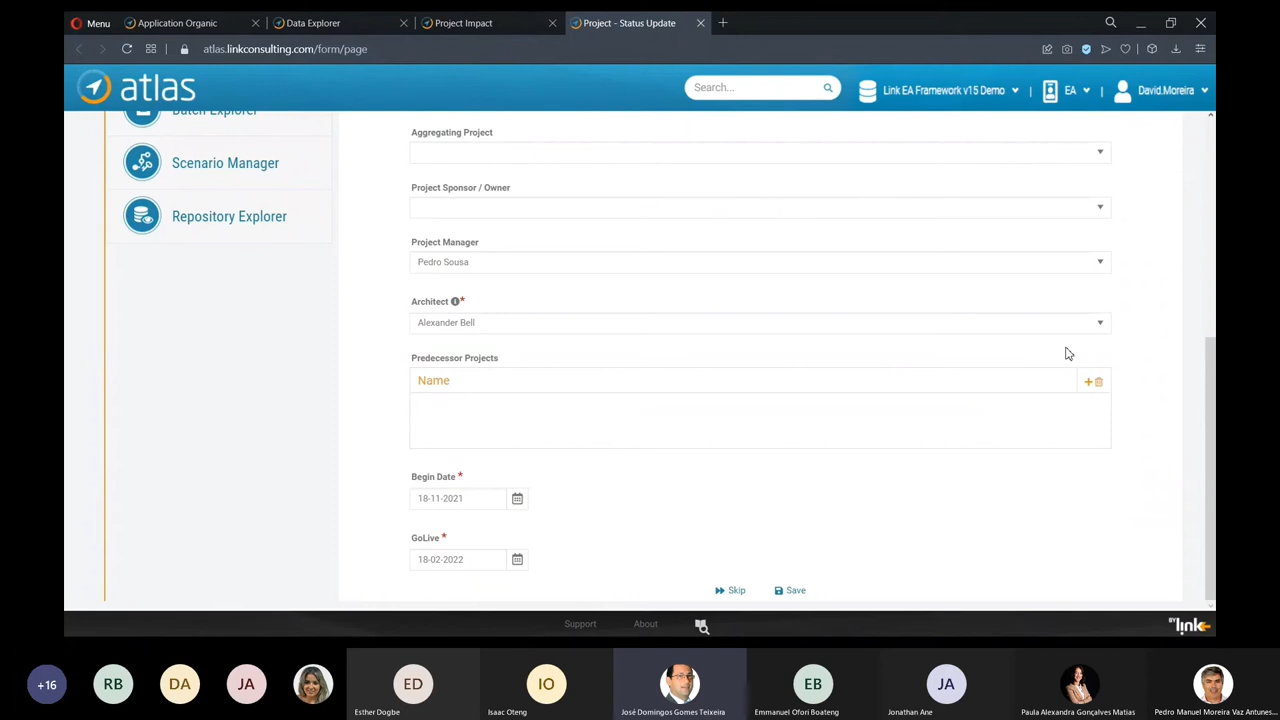 Menu
Application Organic
Data Explorer
Project Impact
Project - Status Update
atlas.linkconsulting.com/form/page
atlas
Search...
Link EA Framework v15 Demo
EA
David.Moreira
Batch Explorer
Scenario Manager
Repository Explorer
Aggregating Project
Project Sponsor / Owner
Project Manager
Pedro Sousa
Architect *
Alexander Bell
Predecessor Projects
Name
Begin Date *
18-11-2021
GoLive *
18-02-2022
Skip
Save
Support
About
BY link
+16
RB
DA
JA
ED
IO
EB
JA
Esther Dogbe
Isaac Oteng
José Domingos Gomes Teixeira
Emmanuel Ofori Boateng
Jonathan Ane
Paula Alexandra Gonçalves Matias
Pedro Manuel Moreira Vaz Antunes...